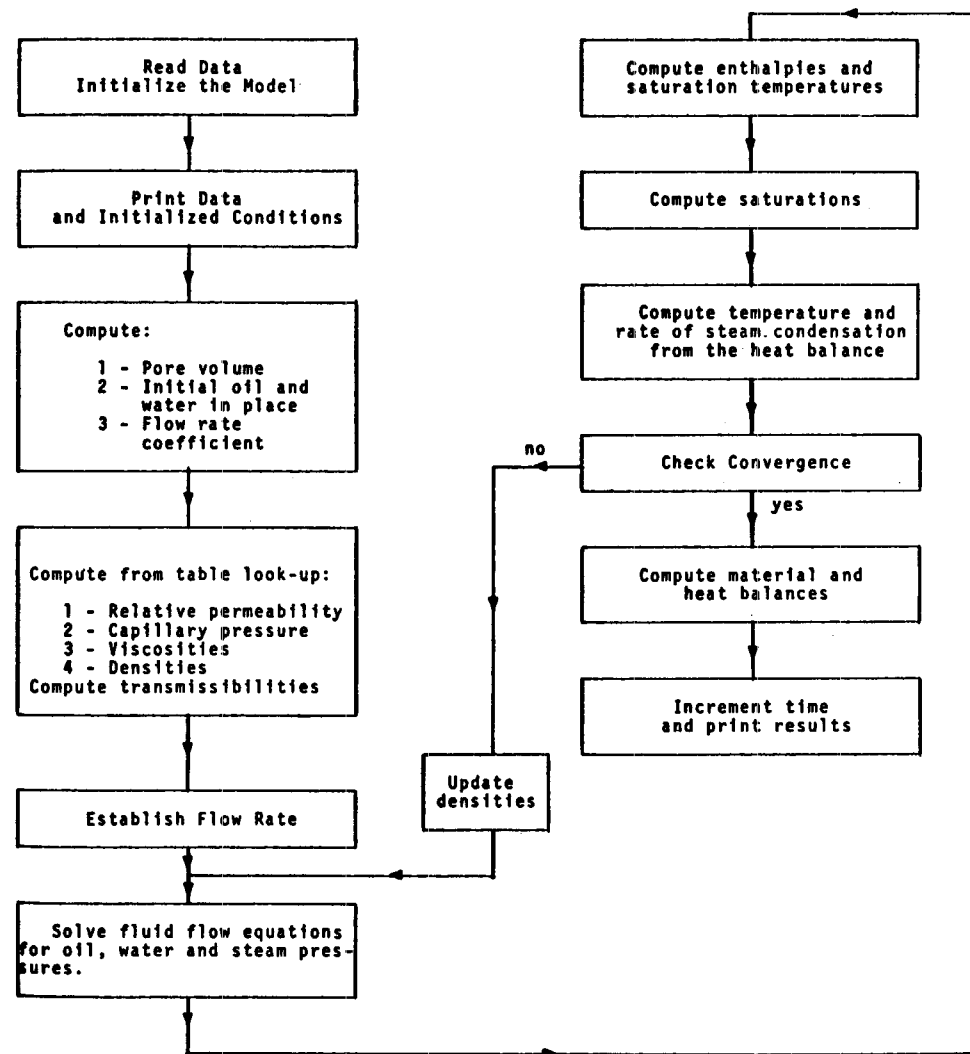 Read Data
Initialize the Model
Print Data
and Initialized Conditions
Compute:
1 - Pore volume
2 - Initial oil and
water in place
3 - Flow rate
coefficient
Compute from table look-up:
1 - Relative permeability
2 - Capillary pressure
3 - Viscosities
4 - Densities
Compute transmissibilities
Establish Flow Rate
Solve fluid flow equations
for oil, water and steam pres-
sures.
Compute enthalpies and
saturation temperatures
Compute saturations
Compute temperature and
rate of steam condensation
from the heat balance
Check Convergence
no
yes
Update
densities
Compute material and
heat balances
Increment time
and print results